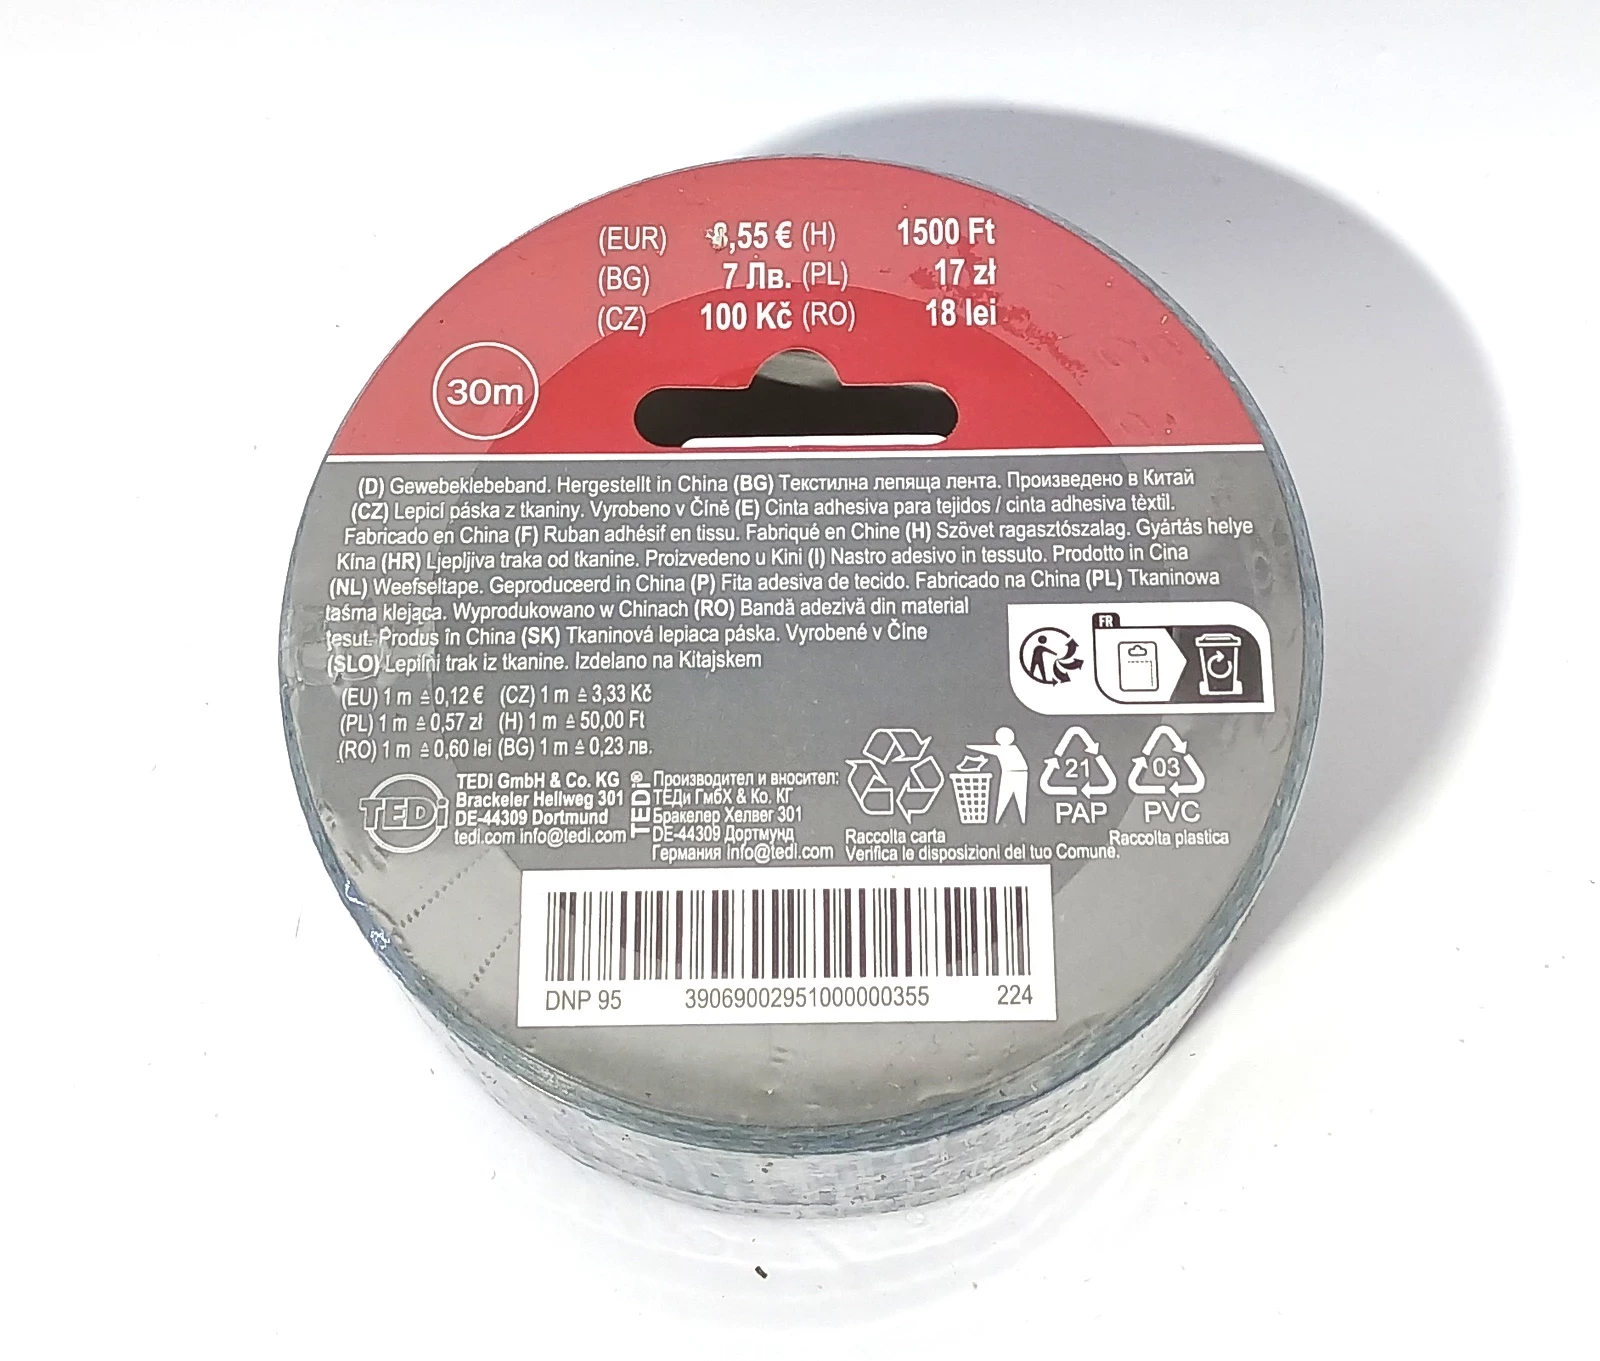 (EUR) ,55 € (H) 1500 Ft
(BG) 7 Лв. (PL) 17 zł
(CZ) 100 Kč (RO) 18 lei
30m
(D) Gewebeklebeband. Hergestellt in China (BG) Текстилна лепяща лента. Произведено в Китай
(CZ) Lepicí páska z tkaniny. Vyrobeno v Číně (E) Cinta adhesiva para tejidos / cinta adhesiva tèxtil.
Fabricado en China (F) Ruban adhésif en tissu. Fabriqué en Chine (H) Szövet ragasztószalag. Gyártás helye
Kína (HR) Ljepljiva traka od tkanine. Proizvedeno u Kini (I) Nastro adesivo in tessuto. Prodotto in Cina
(NL) Weefseltape. Geproduceerd in China (P) Fita adesiva de tecido. Fabricado na China (PL) Tkaninowa
taśma klejąca. Wyprodukowano w Chinach (RO) Bandă adezivă din material
țesut. Produs în China (SK) Tkaninová lepiaca páska. Vyrobené v Číne
(SLO) Lepilni trak iz tkanine. Izdelano na Kitajskem
FR
(EU) 1 m ≙ 0,12 € (CZ) 1 m ≙ 3,33 Kč
(PL) 1 m ≙ 0,57 zł (H) 1 m ≙ 50,00 Ft
(RO) 1 m ≙ 0,60 lei (BG) 1 m ≙ 0,23 лв.
TEDi
TEDI GmbH & Co. KG
Brackeler Hellweg 301
DE-44309 Dortmund
tedi.com info@tedi.com
TEDi®
Производител и вносител:
ТЕДи ГмбХ & Ко. КГ
Бракелер Хелвег 301
DE-44309 Дортмунд
Германия info@tedi.com
21 03
PAP PVC
Raccolta carta Raccolta plastica
Verifica le disposizioni del tuo Comune.
DNP 95 39069002951000000355 224